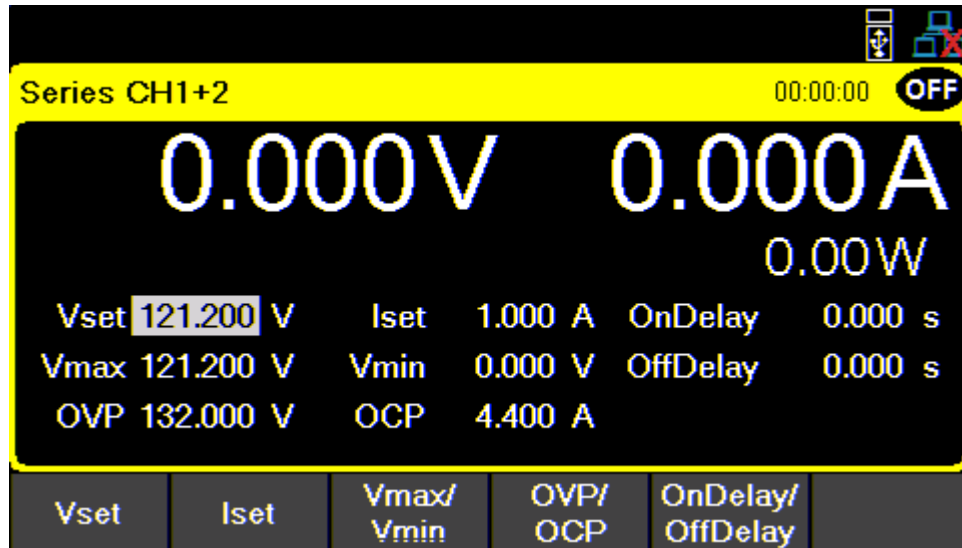 Series CH1+2 00:00:00 OFF
0.000V 0.000A
0.00W
Vset 121.200 V Iset 1.000 A OnDelay 0.000 s
Vmax 121.200 V Vmin 0.000 V OffDelay 0.000 s
OVP 132.000 V OCP 4.400 A
Vset Iset Vmax/ OVP/ OnDelay/
Vmin OCP OffDelay